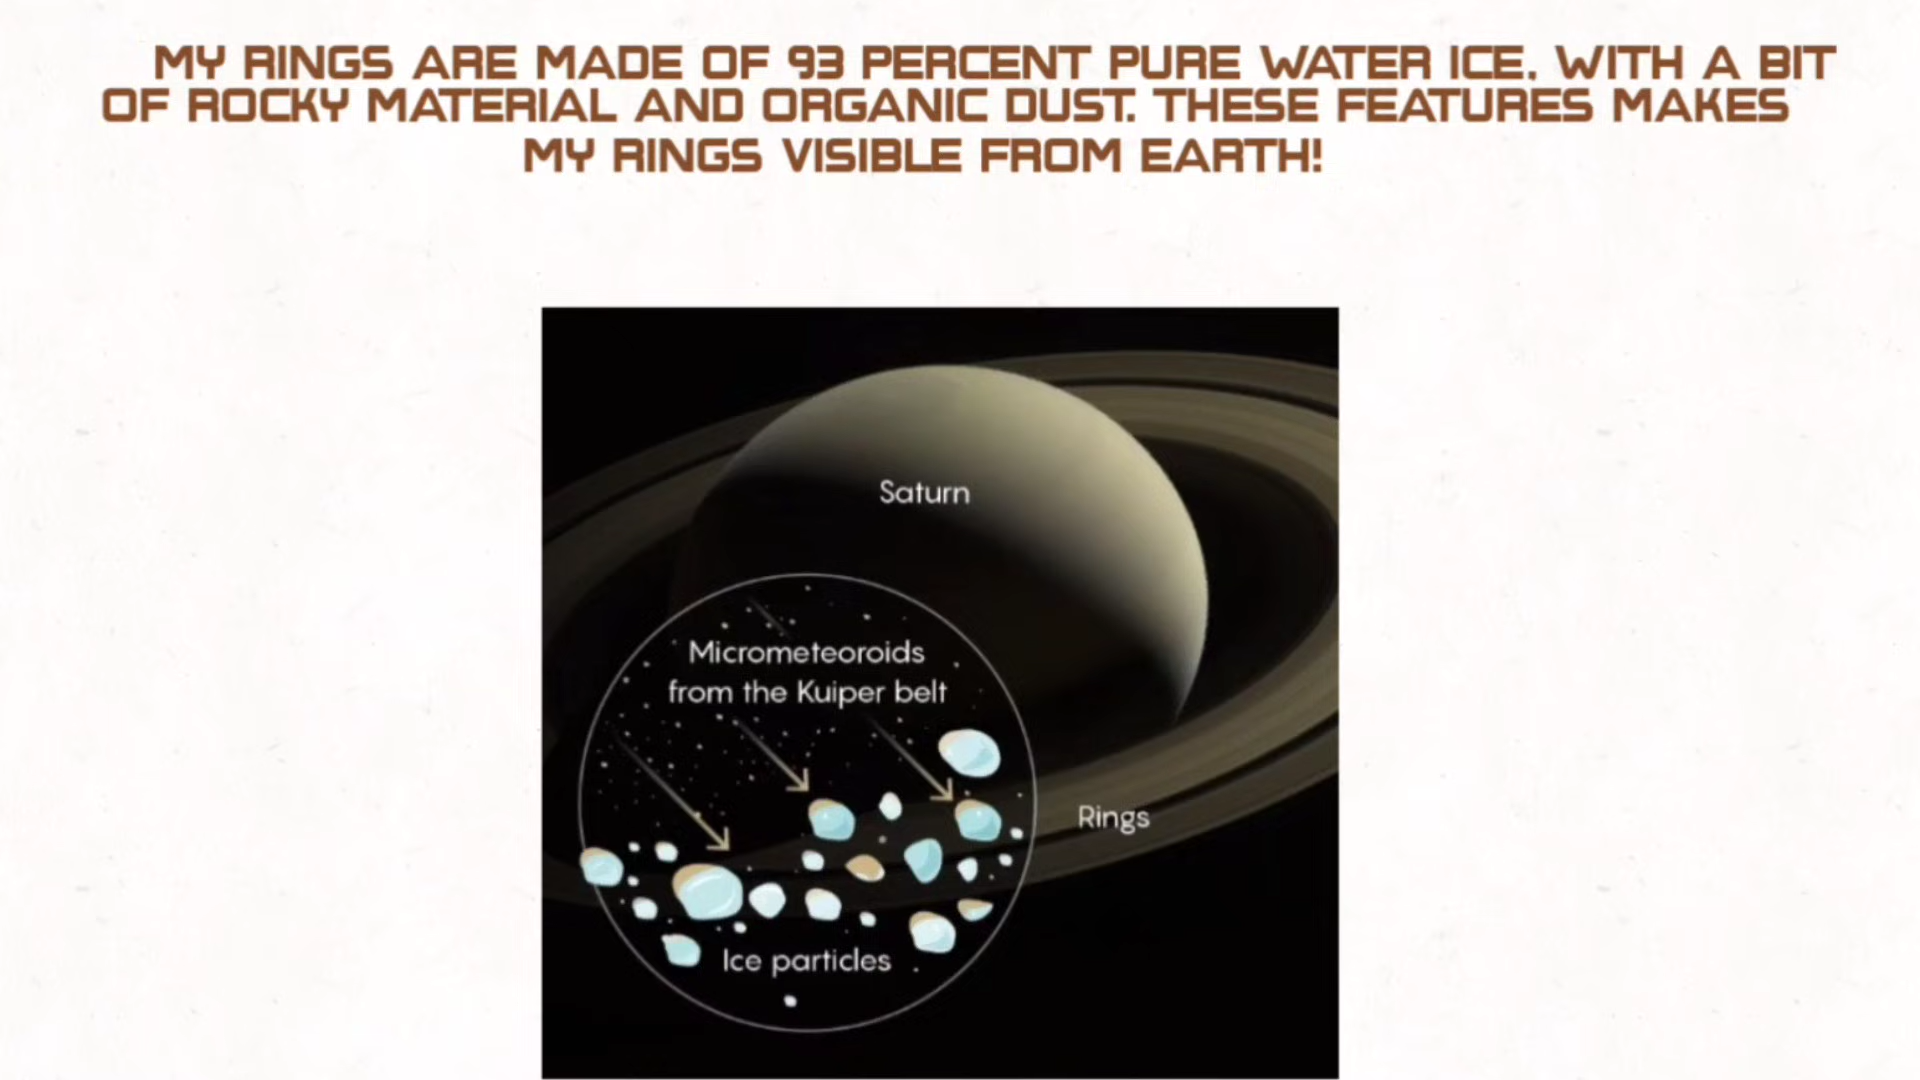 MY RINGS ARE MADE OF 93 PERCENT PURE WATER ICE. WITH A BIT
OF ROCKY MATERIAL AND ORGANIC DUST. THESE FEATURES MAKES
MY RINGS VISIBLE FROM EARTH!
Saturn
Micrometeoroids
from the Kuiper belt
Rings
Ice particles